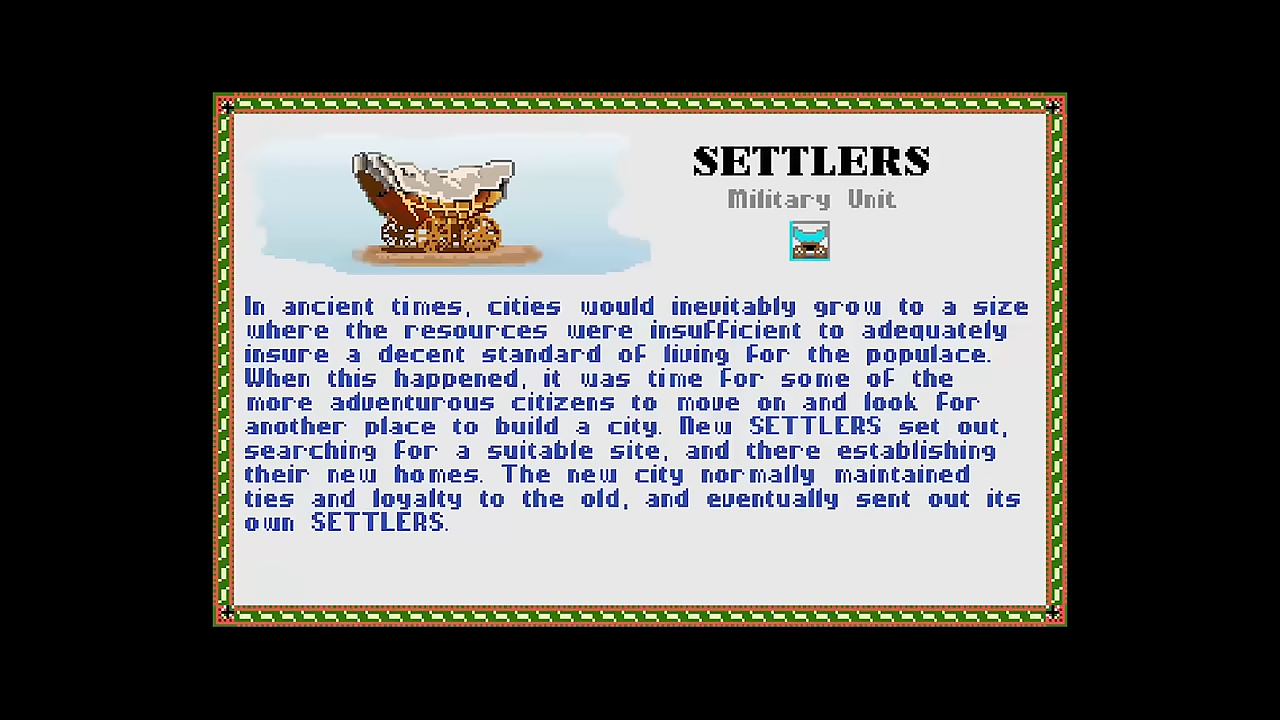 SETTLERS
Military Unit
In ancient times, cities would inevitably grow to a size
where the resources were insufficient to adequately
insure a decent standard of living for the populace.
When this happened, it was time for some of the
more adventurous citizens to move on and look for
another place to build a city. New SETTLERS set out,
searching for a suitable site, and there establishing
their new homes. The new city normally maintained
ties and loyalty to the old, and eventually sent out its
own SETTLERS.